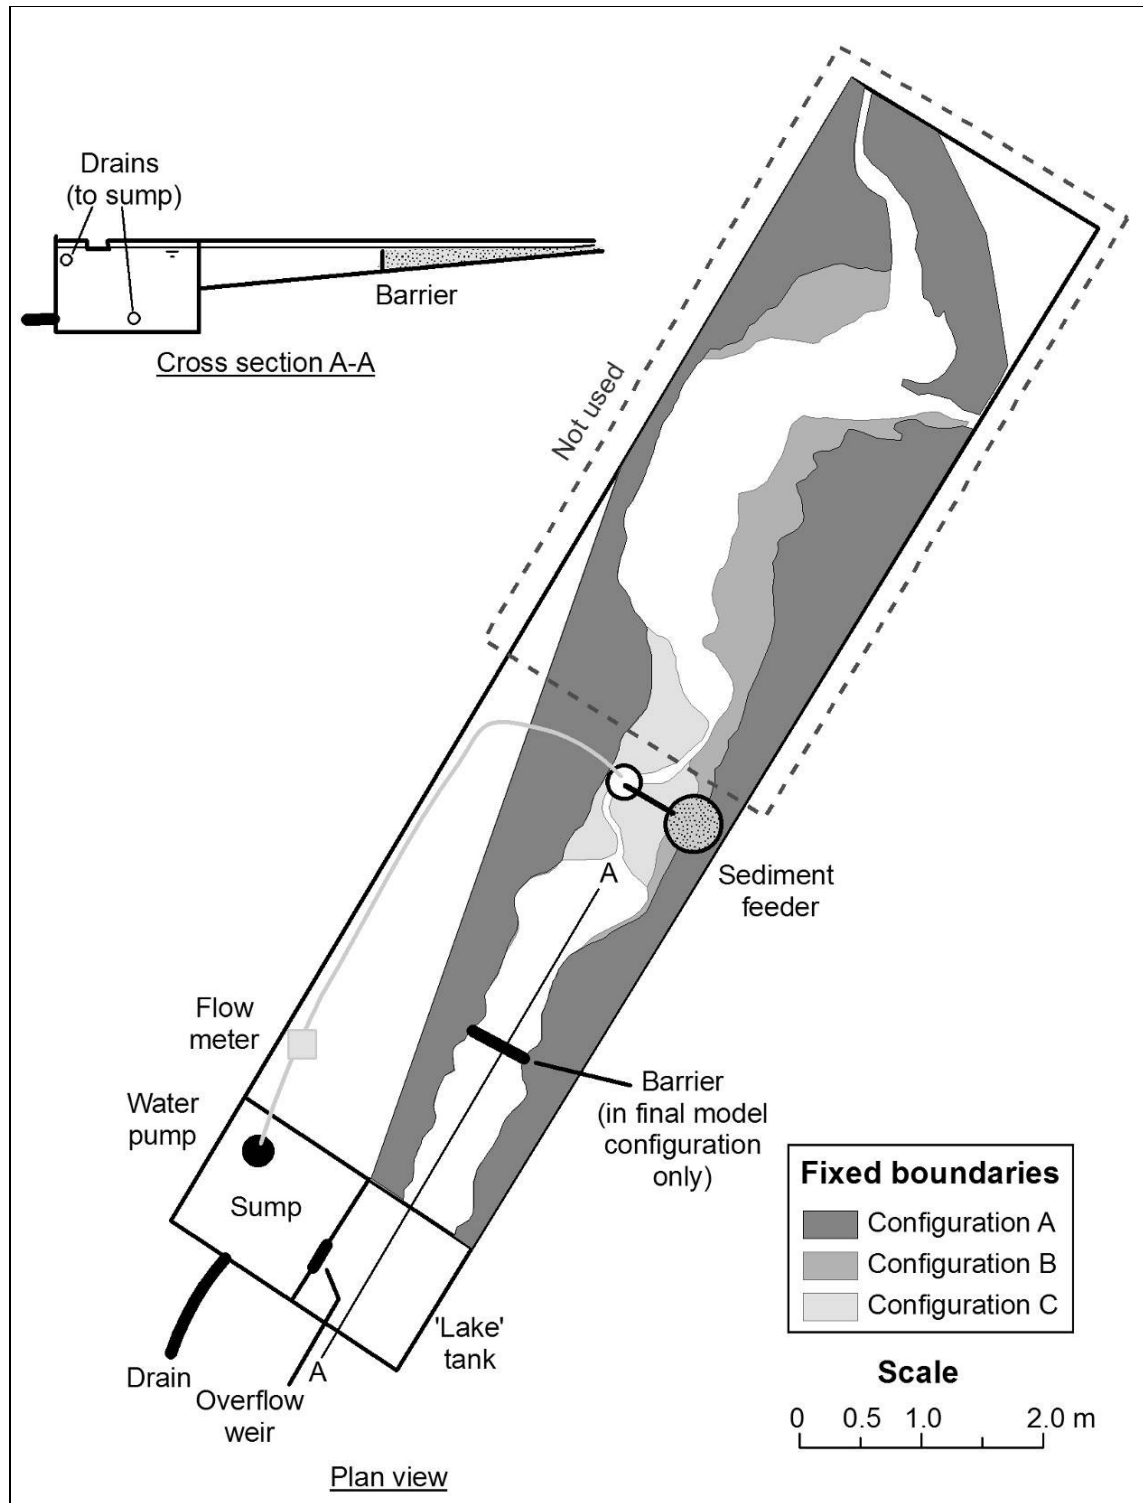 Drains
(to sump)
Barrier
Cross section A-A
Not used
A
Sediment
feeder
Flow
meter
Barrier
(in final model
configuration
only)
Water
pump
Sump
'Lake'
tank
Drain
A
Overflow
weir
Plan view
Fixed boundaries
Configuration A
Configuration B
Configuration C
Scale
0 0.5 1.0 2.0 m